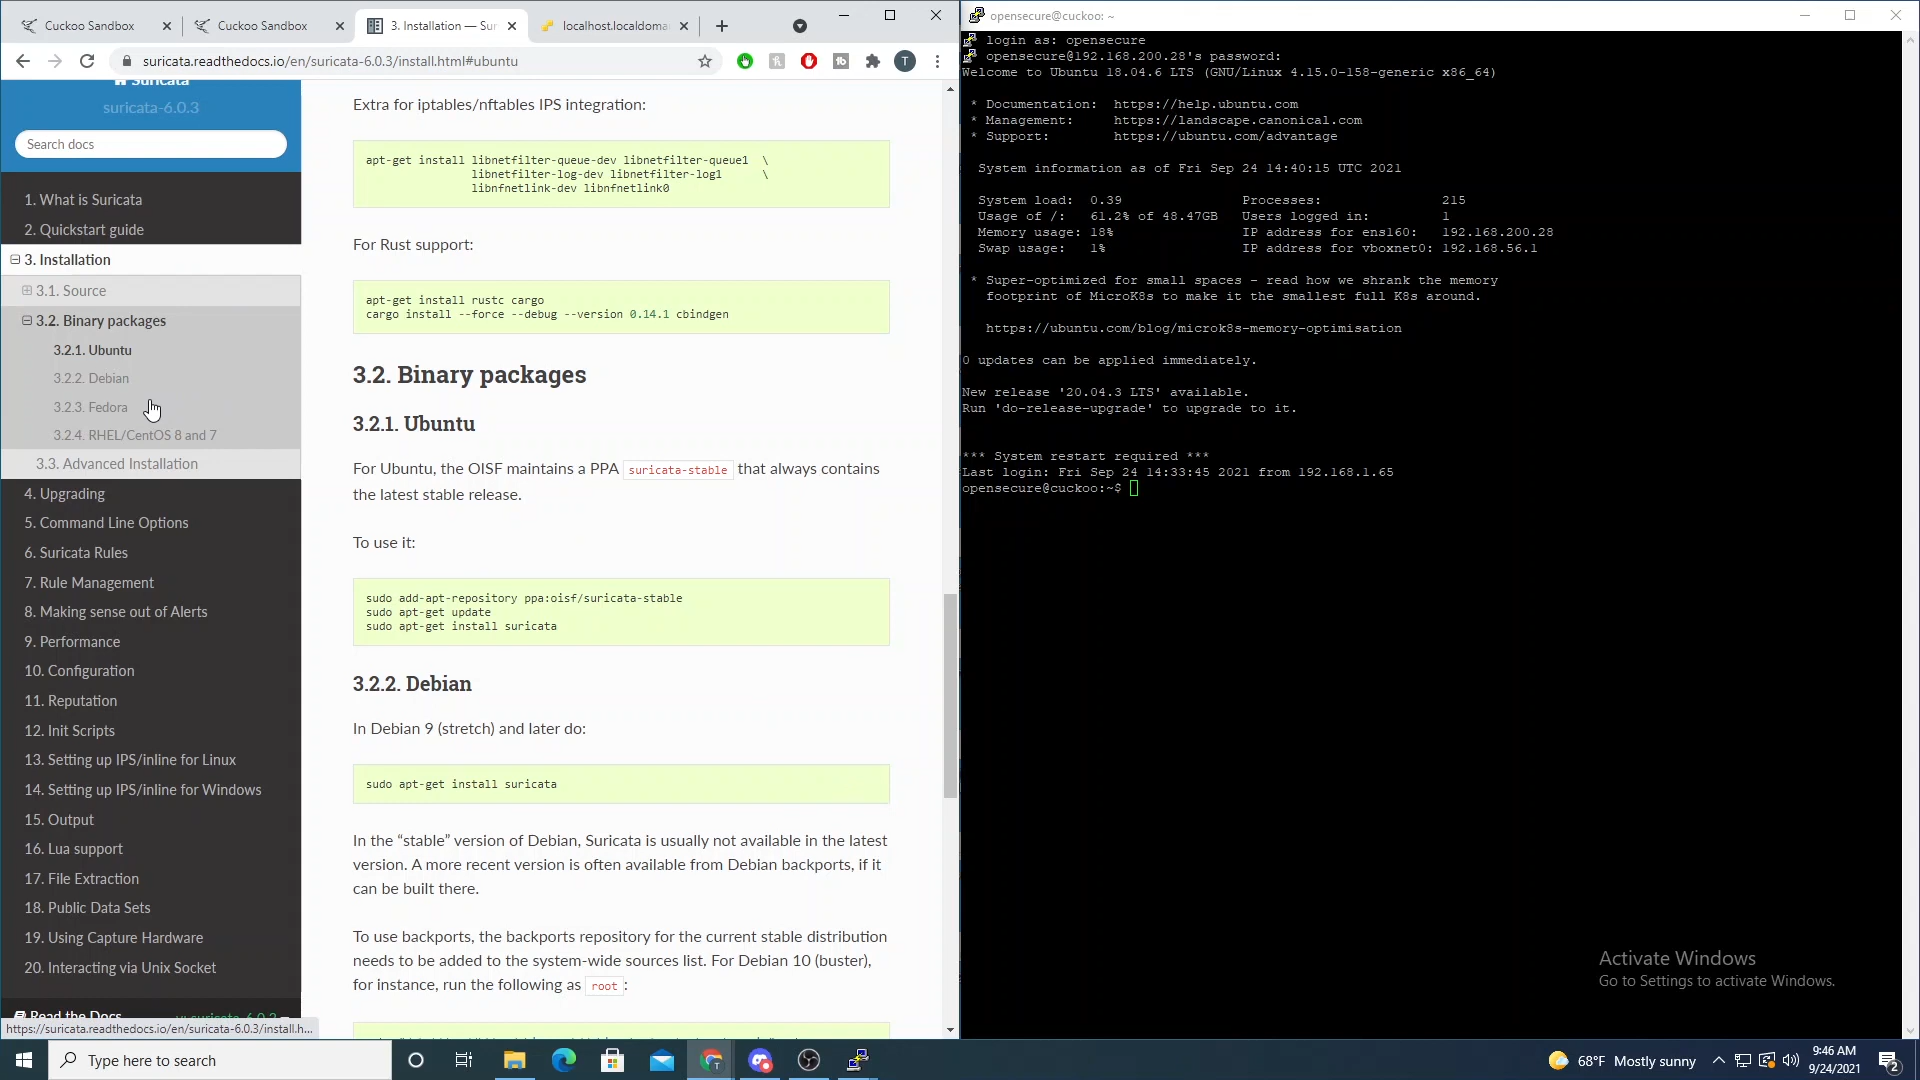 Cuckoo Sandbox
Cuckoo Sandbox
3. Installation — Sur
localhost.localdoma
suricata.readthedocs.io/en/suricata-6.0.3/install.html#ubuntu
T
Suricata
suricata-6.0.3
Search docs
1. What is Suricata
2. Quickstart guide
3. Installation
3.1. Source
3.2. Binary packages
3.2.1. Ubuntu
3.2.2. Debian
3.2.3. Fedora
3.2.4. RHEL/CentOS 8 and 7
3.3. Advanced Installation
4. Upgrading
5. Command Line Options
6. Suricata Rules
7. Rule Management
8. Making sense out of Alerts
9. Performance
10. Configuration
11. Reputation
12. Init Scripts
13. Setting up IPS/inline for Linux
14. Setting up IPS/inline for Windows
15. Output
16. Lua support
17. File Extraction
18. Public Data Sets
19. Using Capture Hardware
20. Interacting via Unix Socket
Read the Docs
v: suricata-6.0.3
https://suricata.readthedocs.io/en/suricata-6.0.3/install.h...
Extra for iptables/nftables IPS integration:
apt-get install libnetfilter-queue-dev libnetfilter-queue1 \
libnetfilter-log-dev libnetfilter-log1 \
libnfnetlink-dev libnfnetlink0
For Rust support:
apt-get install rustc cargo
cargo install --force --debug --version 0.14.1 cbindgen
3.2. Binary packages
3.2.1. Ubuntu
For Ubuntu, the OISF maintains a PPA suricata-stable that always contains
the latest stable release.
To use it:
sudo add-apt-repository ppa:oisf/suricata-stable
sudo apt-get update
sudo apt-get install suricata
3.2.2. Debian
In Debian 9 (stretch) and later do:
sudo apt-get install suricata
In the “stable” version of Debian, Suricata is usually not available in the latest
version. A more recent version is often available from Debian backports, if it
can be built there.
To use backports, the backports repository for the current stable distribution
needs to be added to the system-wide sources list. For Debian 10 (buster),
for instance, run the following as root:
opensecure@cuckoo: ~
login as: opensecure
opensecure@192.168.200.28's password:
Welcome to Ubuntu 18.04.6 LTS (GNU/Linux 4.15.0-158-generic x86_64)
* Documentation: https://help.ubuntu.com
* Management: https://landscape.canonical.com
* Support: https://ubuntu.com/advantage
System information as of Fri Sep 24 14:40:15 UTC 2021
System load: 0.39 Processes: 215
Usage of /: 61.2% of 48.47GB Users logged in: 1
Memory usage: 18% IP address for ens160: 192.168.200.28
Swap usage: 1% IP address for vboxnet0: 192.168.56.1
* Super-optimized for small spaces - read how we shrank the memory
footprint of MicroK8s to make it the smallest full K8s around.
https://ubuntu.com/blog/microk8s-memory-optimisation
0 updates can be applied immediately.
New release '20.04.3 LTS' available.
Run 'do-release-upgrade' to upgrade to it.
*** System restart required ***
Last login: Fri Sep 24 14:33:45 2021 from 192.168.1.65
opensecure@cuckoo:~$
Activate Windows
Go to Settings to activate Windows.
Type here to search
68°F Mostly sunny
9:46 AM
9/24/2021
2